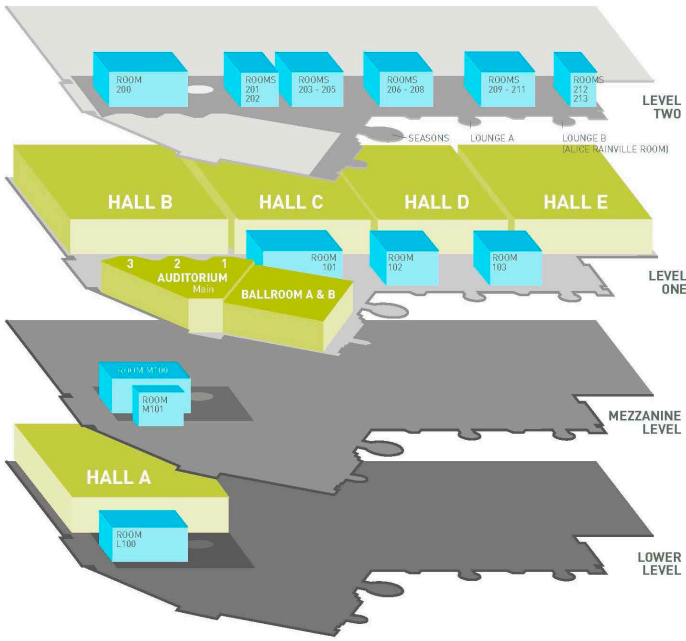 ROOM
200
ROOMS
201
202
ROOMS
203 - 205
ROOMS
206 - 208
ROOMS
209 - 211
ROOMS
212
213
LEVEL
TWO
SEASONS
LOUNGE A
LOUNGE B
(ALICE RAINVILLE ROOM)
HALL B
HALL C
HALL D
HALL E
ROOM
101
ROOM
102
ROOM
103
3 2 1
AUDITORIUM
Main
BALLROOM A & B
LEVEL
ONE
ROOM M100
ROOM
M101
MEZZANINE
LEVEL
HALL A
ROOM
L100
LOWER
LEVEL